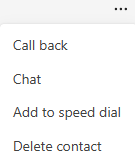 Call back
Chat
Add to speed dial
Delete contact